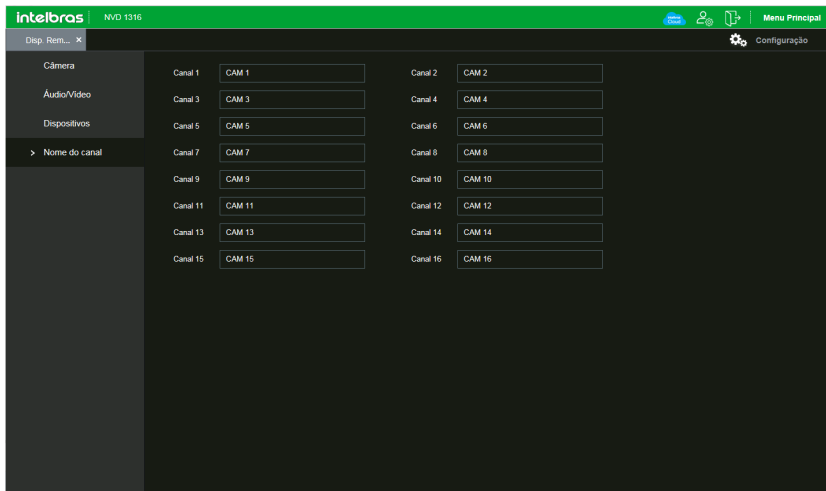 intelbras NVD 1316 Intelbras Cloud Menu Principal
Disp. Rem... × Configuração
Câmera
Áudio/Vídeo
Dispositivos
> Nome do canal
Canal 1 CAM 1 Canal 2 CAM 2
Canal 3 CAM 3 Canal 4 CAM 4
Canal 5 CAM 5 Canal 6 CAM 6
Canal 7 CAM 7 Canal 8 CAM 8
Canal 9 CAM 9 Canal 10 CAM 10
Canal 11 CAM 11 Canal 12 CAM 12
Canal 13 CAM 13 Canal 14 CAM 14
Canal 15 CAM 15 Canal 16 CAM 16